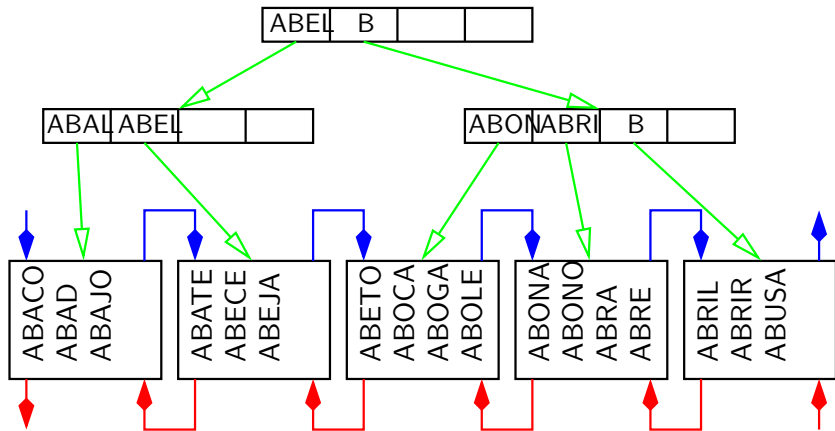 ABEL B
ABAL ABEL
ABON ABRI B
ABACO
ABAD
ABAJO
ABATE
ABECE
ABEJA
ABETO
ABOCA
ABOGA
ABOLE
ABONA
ABONO
ABRA
ABRE
ABRIL
ABRIR
ABUSA